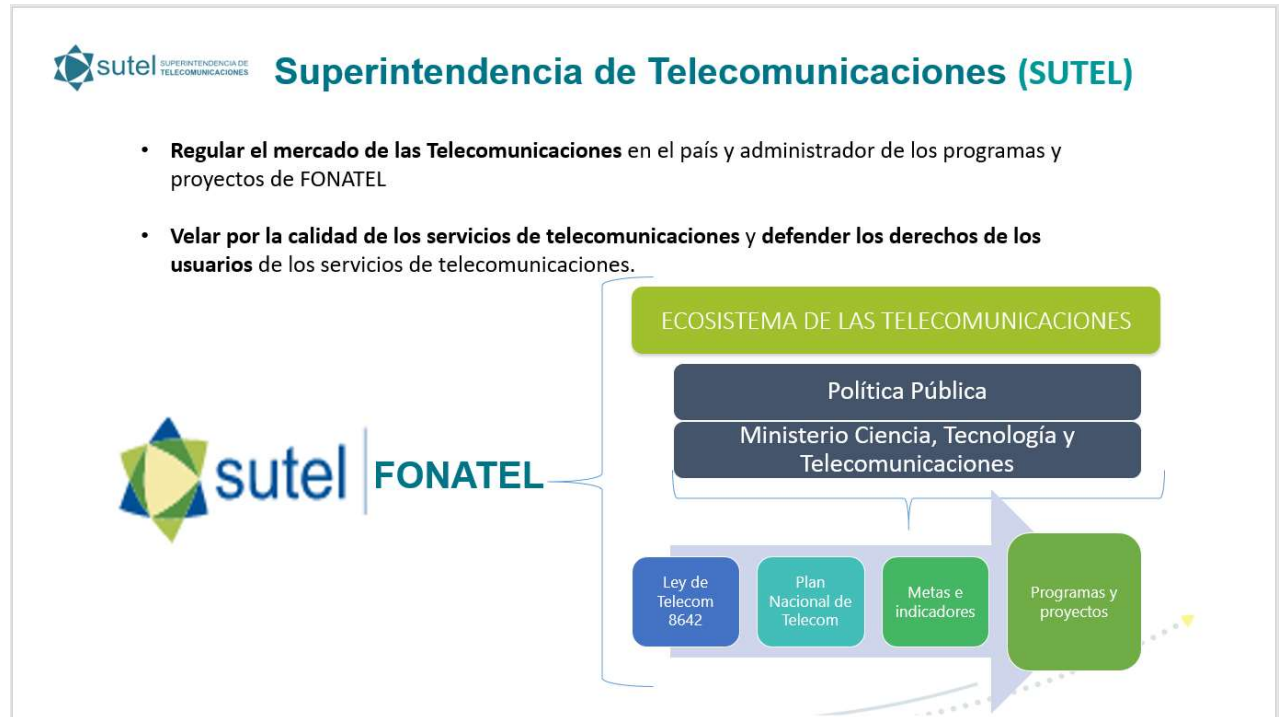 sutel SUPERINTENDENCIA DE
TELECOMUNICACIONES
Superintendencia de Telecomunicaciones (SUTEL)
• Regular el mercado de las Telecomunicaciones en el país y administrador de los programas y
proyectos de FONATEL
• Velar por la calidad de los servicios de telecomunicaciones y defender los derechos de los
usuarios de los servicios de telecomunicaciones.
ECOSISTEMA DE LAS TELECOMUNICACIONES
Política Pública
Ministerio Ciencia, Tecnología y
Telecomunicaciones
sutel FONATEL
Ley de
Telecom
8642
Plan
Nacional de
Telecom
Metas e
indicadores
Programas y
proyectos